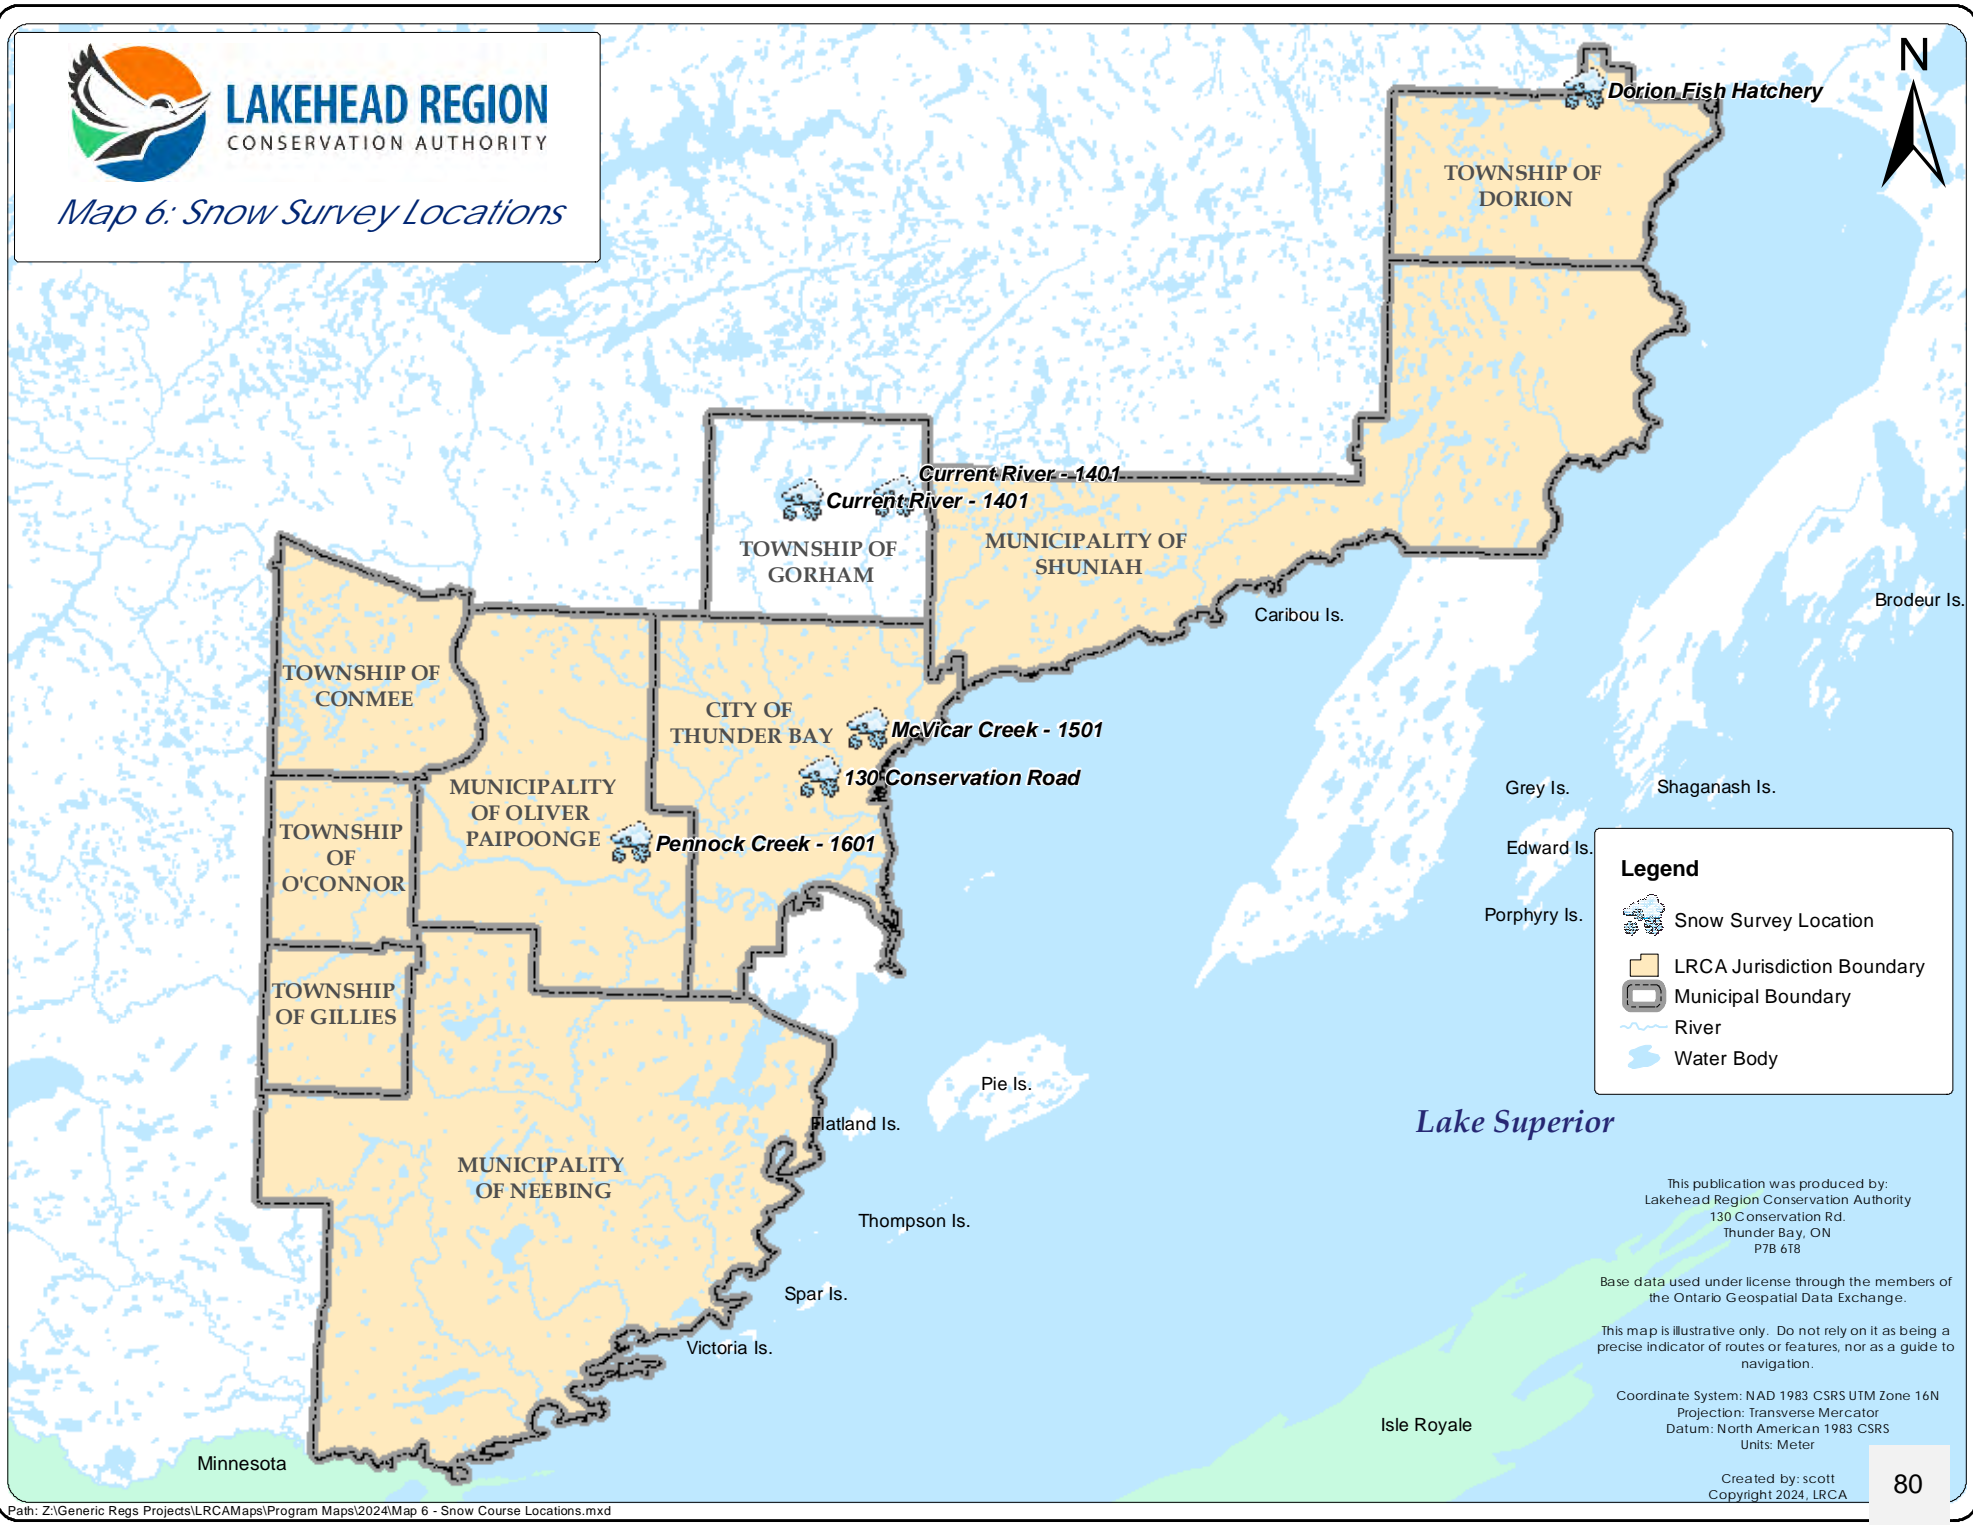 LAKEHEAD REGION
CONSERVATION AUTHORITY
Map 6: Snow Survey Locations
N
Dorion Fish Hatchery
TOWNSHIP OF
DORION
Current River - 1401
Current River - 1401
TOWNSHIP OF
GORHAM
MUNICIPALITY OF
SHUNIAH
Caribou Is.
Brodeur Is.
TOWNSHIP OF
CONMEE
CITY OF
THUNDER BAY
McVicar Creek - 1501
130 Conservation Road
MUNICIPALITY
OF OLIVER
PAIPOONGE
Pennock Creek - 1601
TOWNSHIP
OF
O'CONNOR
TOWNSHIP
OF GILLIES
Grey Is.
Shaganash Is.
Edward Is.
Porphyry Is.
Legend
Snow Survey Location
LRCA Jurisdiction Boundary
Municipal Boundary
River
Water Body
Pie Is.
Flatland Is.
Lake Superior
MUNICIPALITY
OF NEEBING
Thompson Is.
Spar Is.
Victoria Is.
Isle Royale
Minnesota
This publication was produced by:
Lakehead Region Conservation Authority
130 Conservation Rd.
Thunder Bay, ON
P7B 6T8
Base data used under license through the members of
the Ontario Geospatial Data Exchange.
This map is illustrative only. Do not rely on it as being a
precise indicator of routes or features, nor as a guide to
navigation.
Coordinate System: NAD 1983 CSRS UTM Zone 16N
Projection: Transverse Mercator
Datum: North American 1983 CSRS
Units: Meter
Created by: scott
Copyright 2024, LRCA
80
Path: Z:\Generic Regs Projects\LRCAMaps\Program Maps\2024\Map 6 - Snow Course Locations.mxd